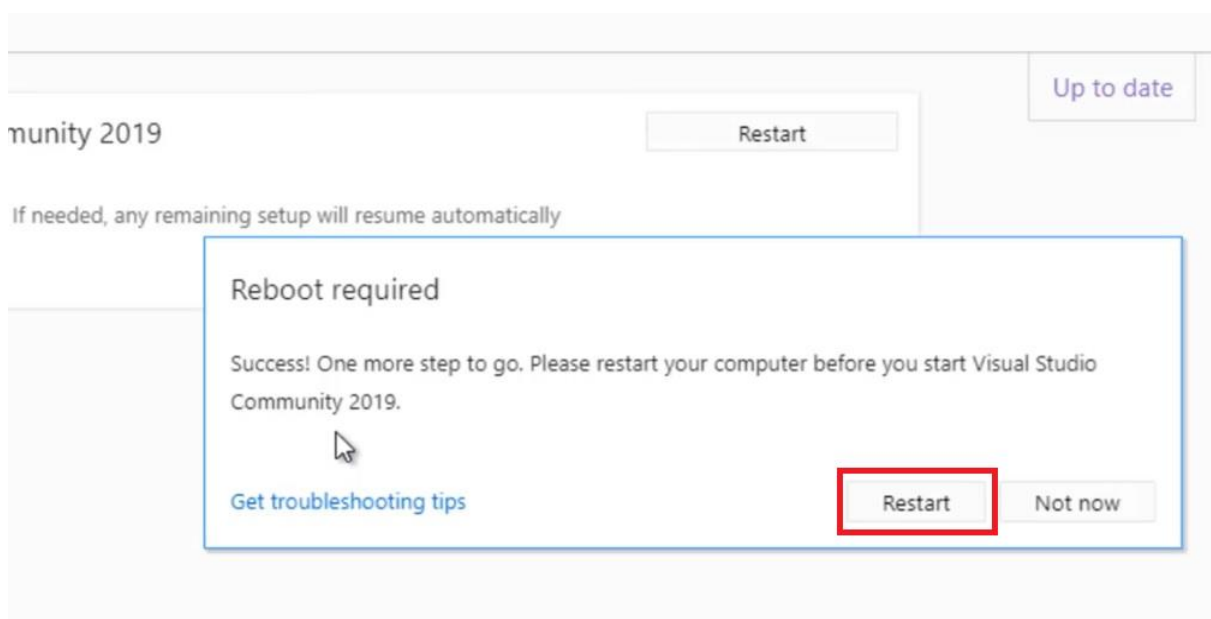 Up to date
munity 2019
Restart
If needed, any remaining setup will resume automatically
Reboot required
Success! One more step to go. Please restart your computer before you start Visual Studio
Community 2019.
Get troubleshooting tips
Restart
Not now